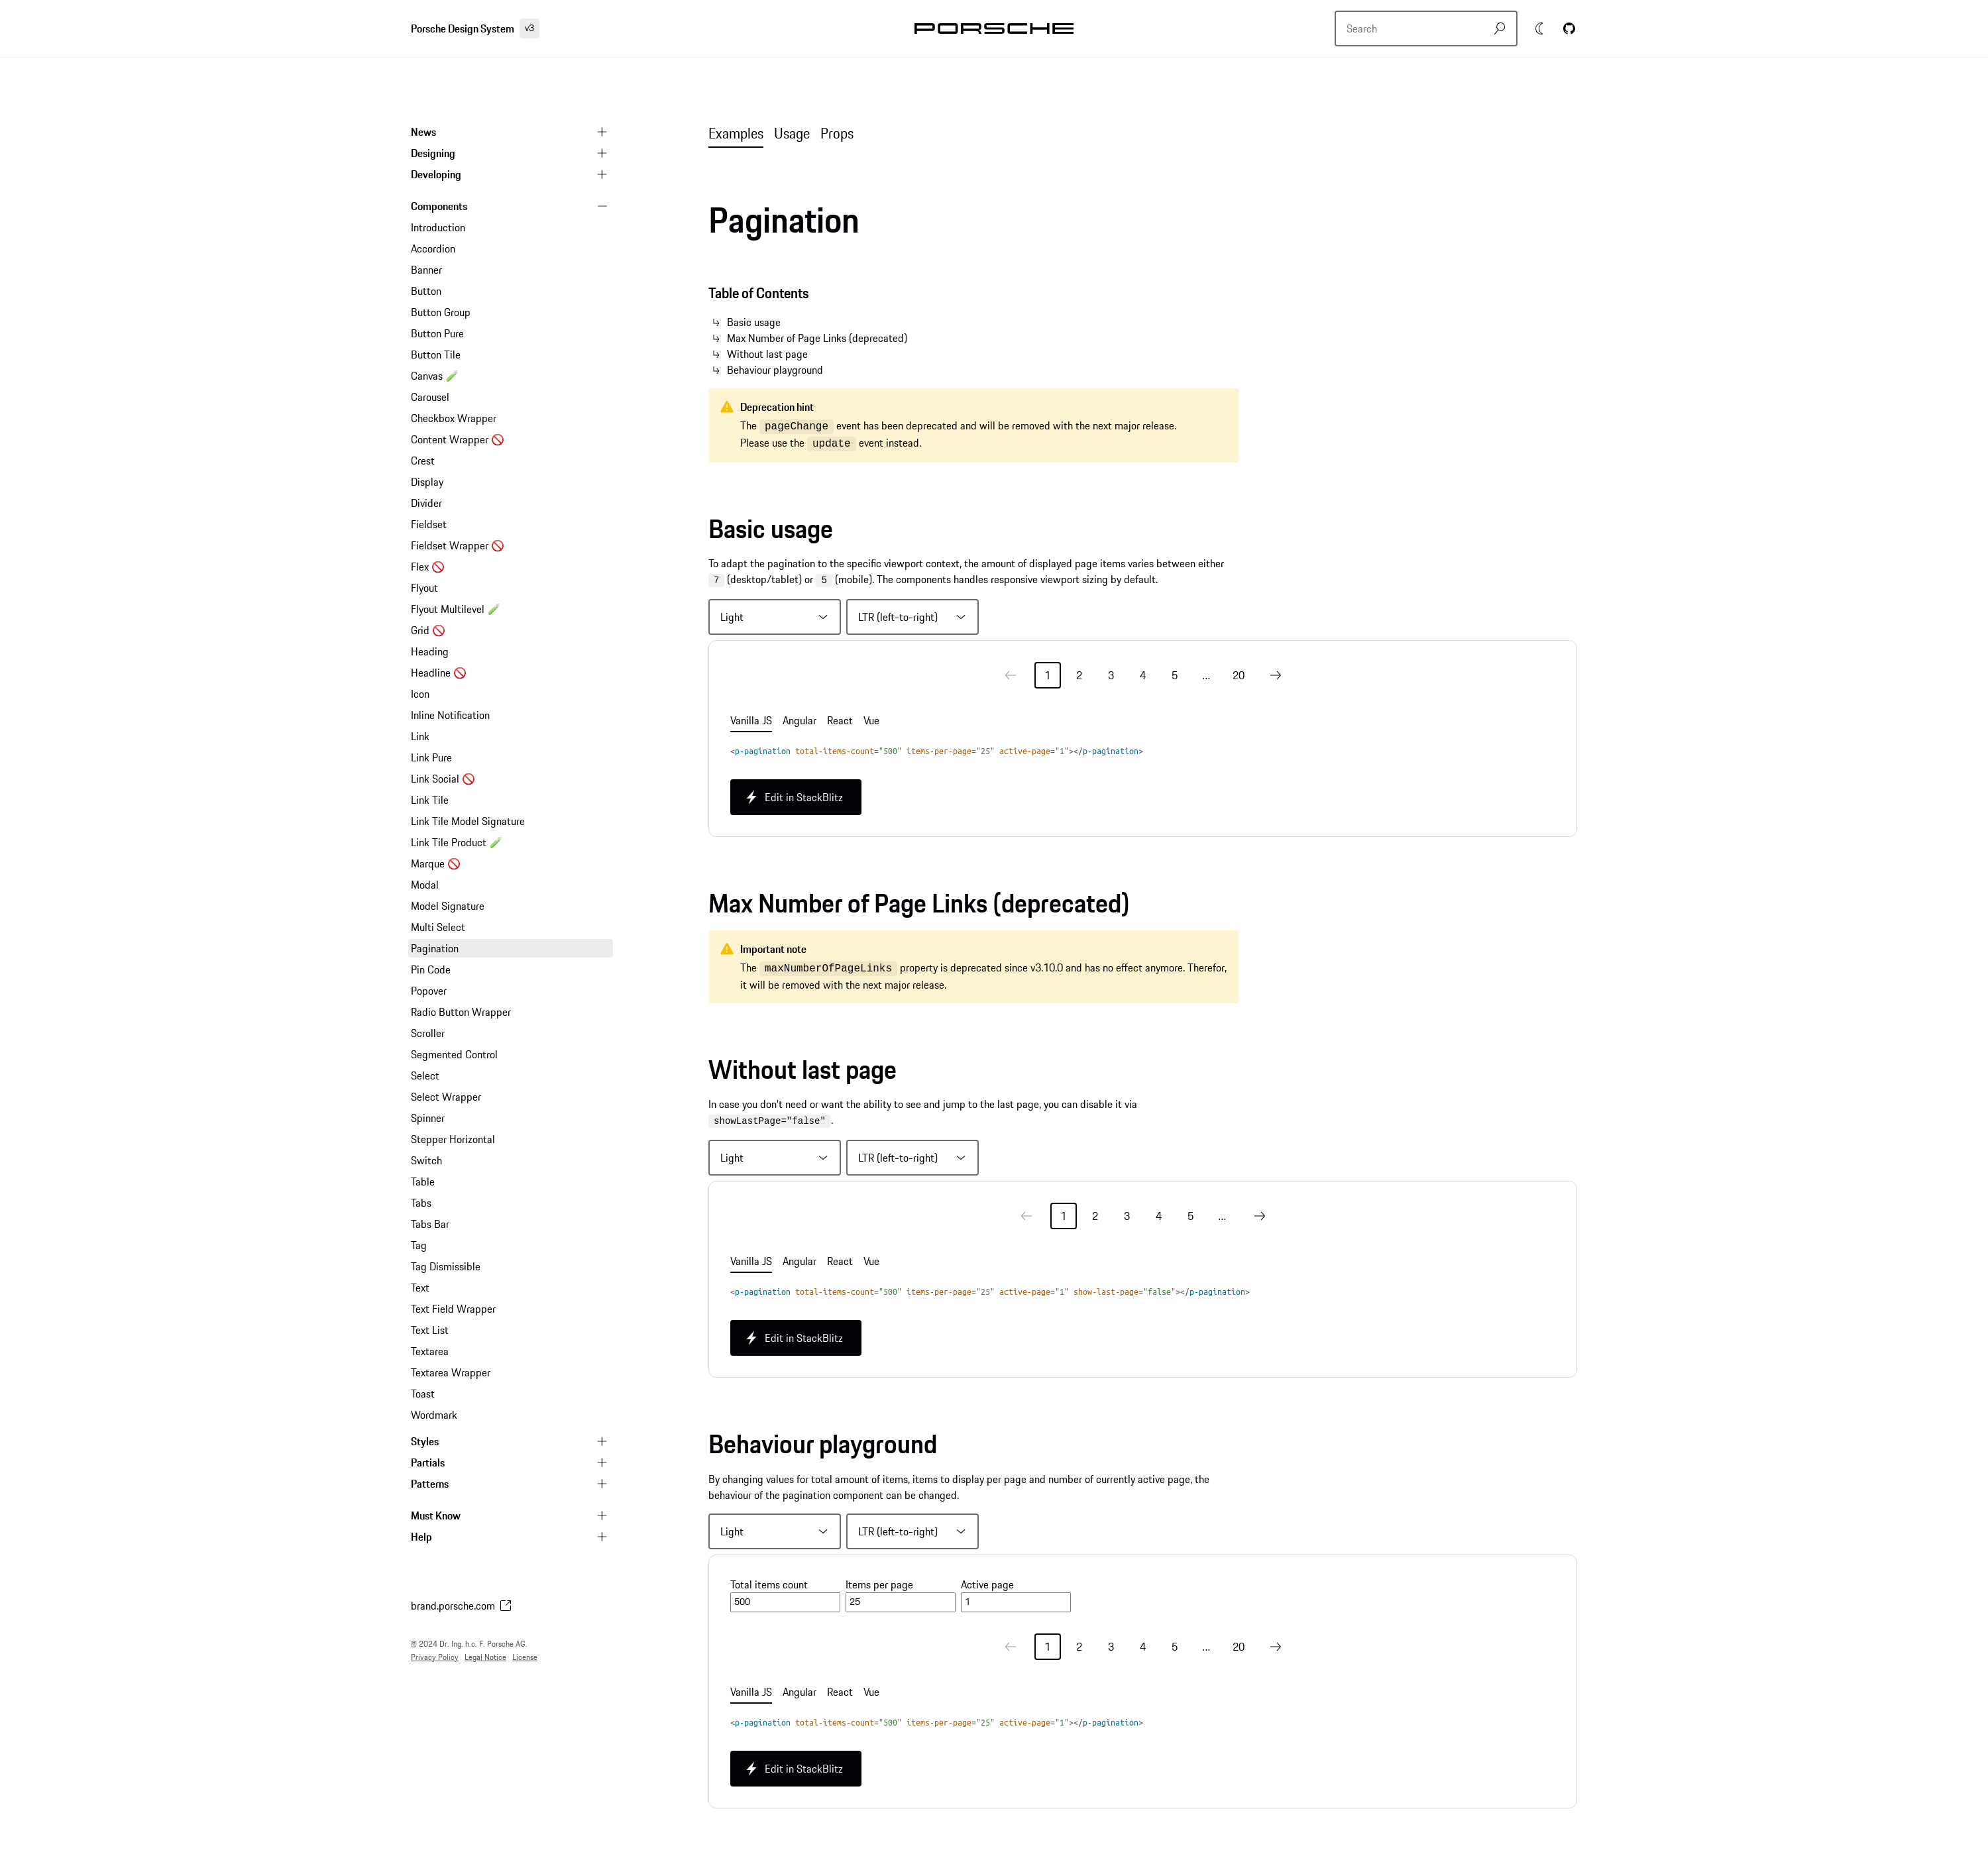 Porsche Design System v3
PORSCHE
Search
News
Designing
Developing
Components
Introduction
Accordion
Banner
Button
Button Group
Button Pure
Button Tile
Canvas
Carousel
Checkbox Wrapper
Content Wrapper
Crest
Display
Divider
Fieldset
Fieldset Wrapper
Flex
Flyout
Flyout Multilevel
Grid
Heading
Headline
Icon
Inline Notification
Link
Link Pure
Link Social
Link Tile
Link Tile Model Signature
Link Tile Product
Marque
Modal
Model Signature
Multi Select
Pagination
Pin Code
Popover
Radio Button Wrapper
Scroller
Segmented Control
Select
Select Wrapper
Spinner
Stepper Horizontal
Switch
Table
Tabs
Tabs Bar
Tag
Tag Dismissible
Text
Text Field Wrapper
Text List
Textarea
Textarea Wrapper
Toast
Wordmark
Styles
Partials
Patterns
Must Know
Help
brand.porsche.com
© 2024 Dr. Ing. h.c. F. Porsche AG.
Privacy Policy Legal Notice License
Examples Usage Props
Pagination
Table of Contents
Basic usage
Max Number of Page Links (deprecated)
Without last page
Behaviour playground
Deprecation hint
The pageChange event has been deprecated and will be removed with the next major release.
Please use the update event instead.
Basic usage
To adapt the pagination to the specific viewport context, the amount of displayed page items varies between either
7 (desktop/tablet) or 5 (mobile). The components handles responsive viewport sizing by default.
Light LTR (left-to-right)
1 2 3 4 5 ... 20
Vanilla JS Angular React Vue
<p-pagination total-items-count="500" items-per-page="25" active-page="1"></p-pagination>
Edit in StackBlitz
Max Number of Page Links (deprecated)
Important note
The maxNumberOfPageLinks property is deprecated since v3.10.0 and has no effect anymore. Therefor,
it will be removed with the next major release.
Without last page
In case you don't need or want the ability to see and jump to the last page, you can disable it via
showLastPage="false".
Light LTR (left-to-right)
1 2 3 4 5 ...
Vanilla JS Angular React Vue
<p-pagination total-items-count="500" items-per-page="25" active-page="1" show-last-page="false"></p-pagination>
Edit in StackBlitz
Behaviour playground
By changing values for total amount of items, items to display per page and number of currently active page, the
behaviour of the pagination component can be changed.
Light LTR (left-to-right)
Total items count Items per page Active page
500 25 1
1 2 3 4 5 ... 20
Vanilla JS Angular React Vue
<p-pagination total-items-count="500" items-per-page="25" active-page="1"></p-pagination>
Edit in StackBlitz